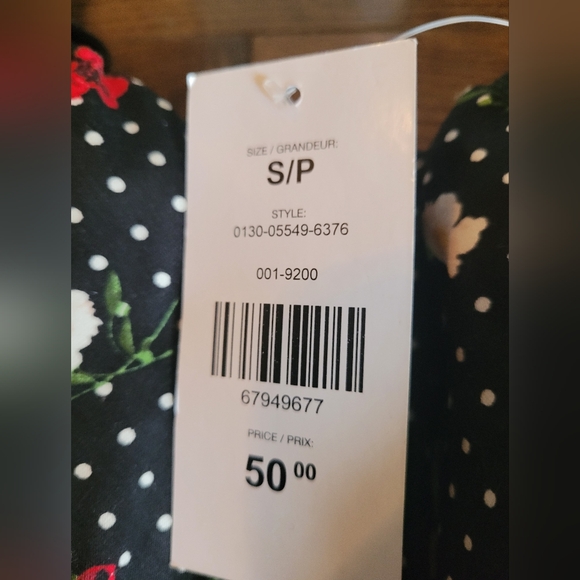 SIZE / GRANDEUR:
S/P
STYLE:
0130-05549-6376
001-9200
67949677
PRICE / PRIX:
50 00